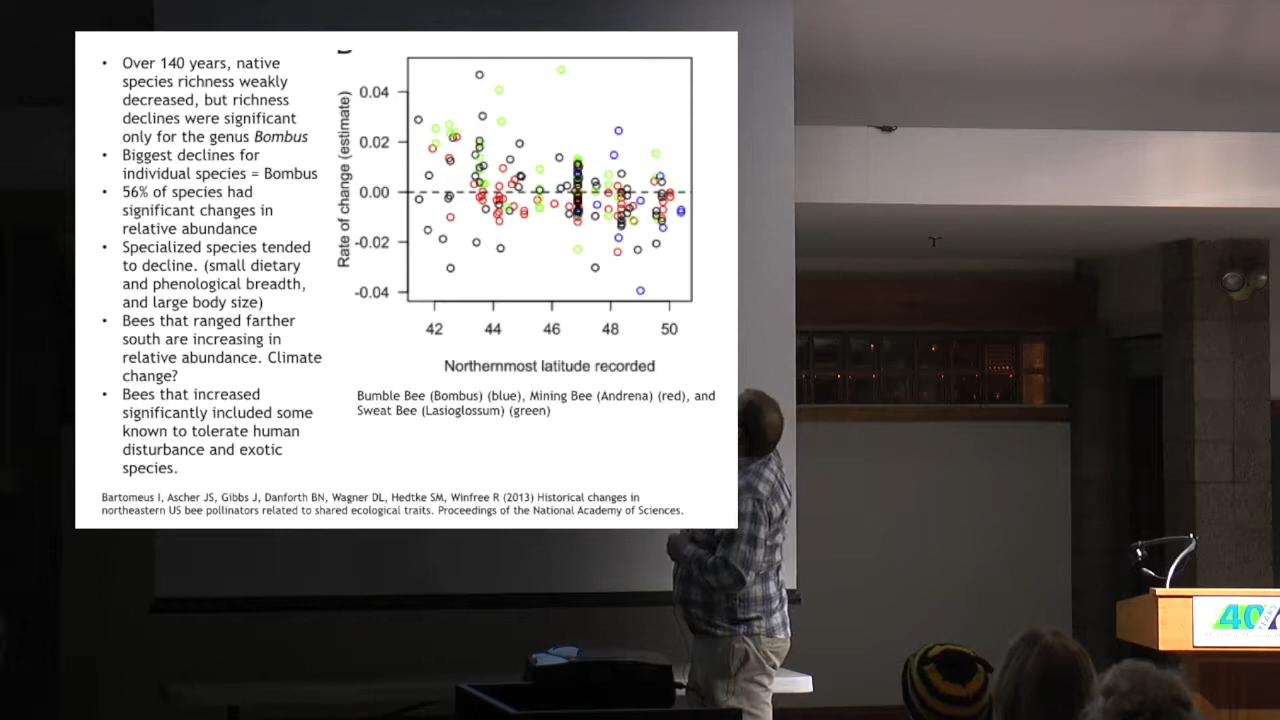 • Over 140 years, native
species richness weakly
decreased, but richness
declines were significant
only for the genus Bombus
• Biggest declines for
individual species = Bombus
• 56% of species had
significant changes in
relative abundance
• Specialized species tended
to decline. (small dietary
and phenological breadth,
and large body size)
• Bees that ranged farther
south are increasing in
relative abundance. Climate
change?
• Bees that increased
significantly included some
known to tolerate human
disturbance and exotic
species.
Rate of change (estimate)
0.04
0.02
0.00
-0.02
-0.04
42 44 46 48 50
Northernmost latitude recorded
Bumble Bee (Bombus) (blue), Mining Bee (Andrena) (red), and
Sweat Bee (Lasioglossum) (green)
Bartomeus I, Ascher JS, Gibbs J, Danforth BN, Wagner DL, Hedtke SM, Winfree R (2013) Historical changes in
northeastern US bee pollinators related to shared ecological traits. Proceedings of the National Academy of Sciences.
40
YEARS